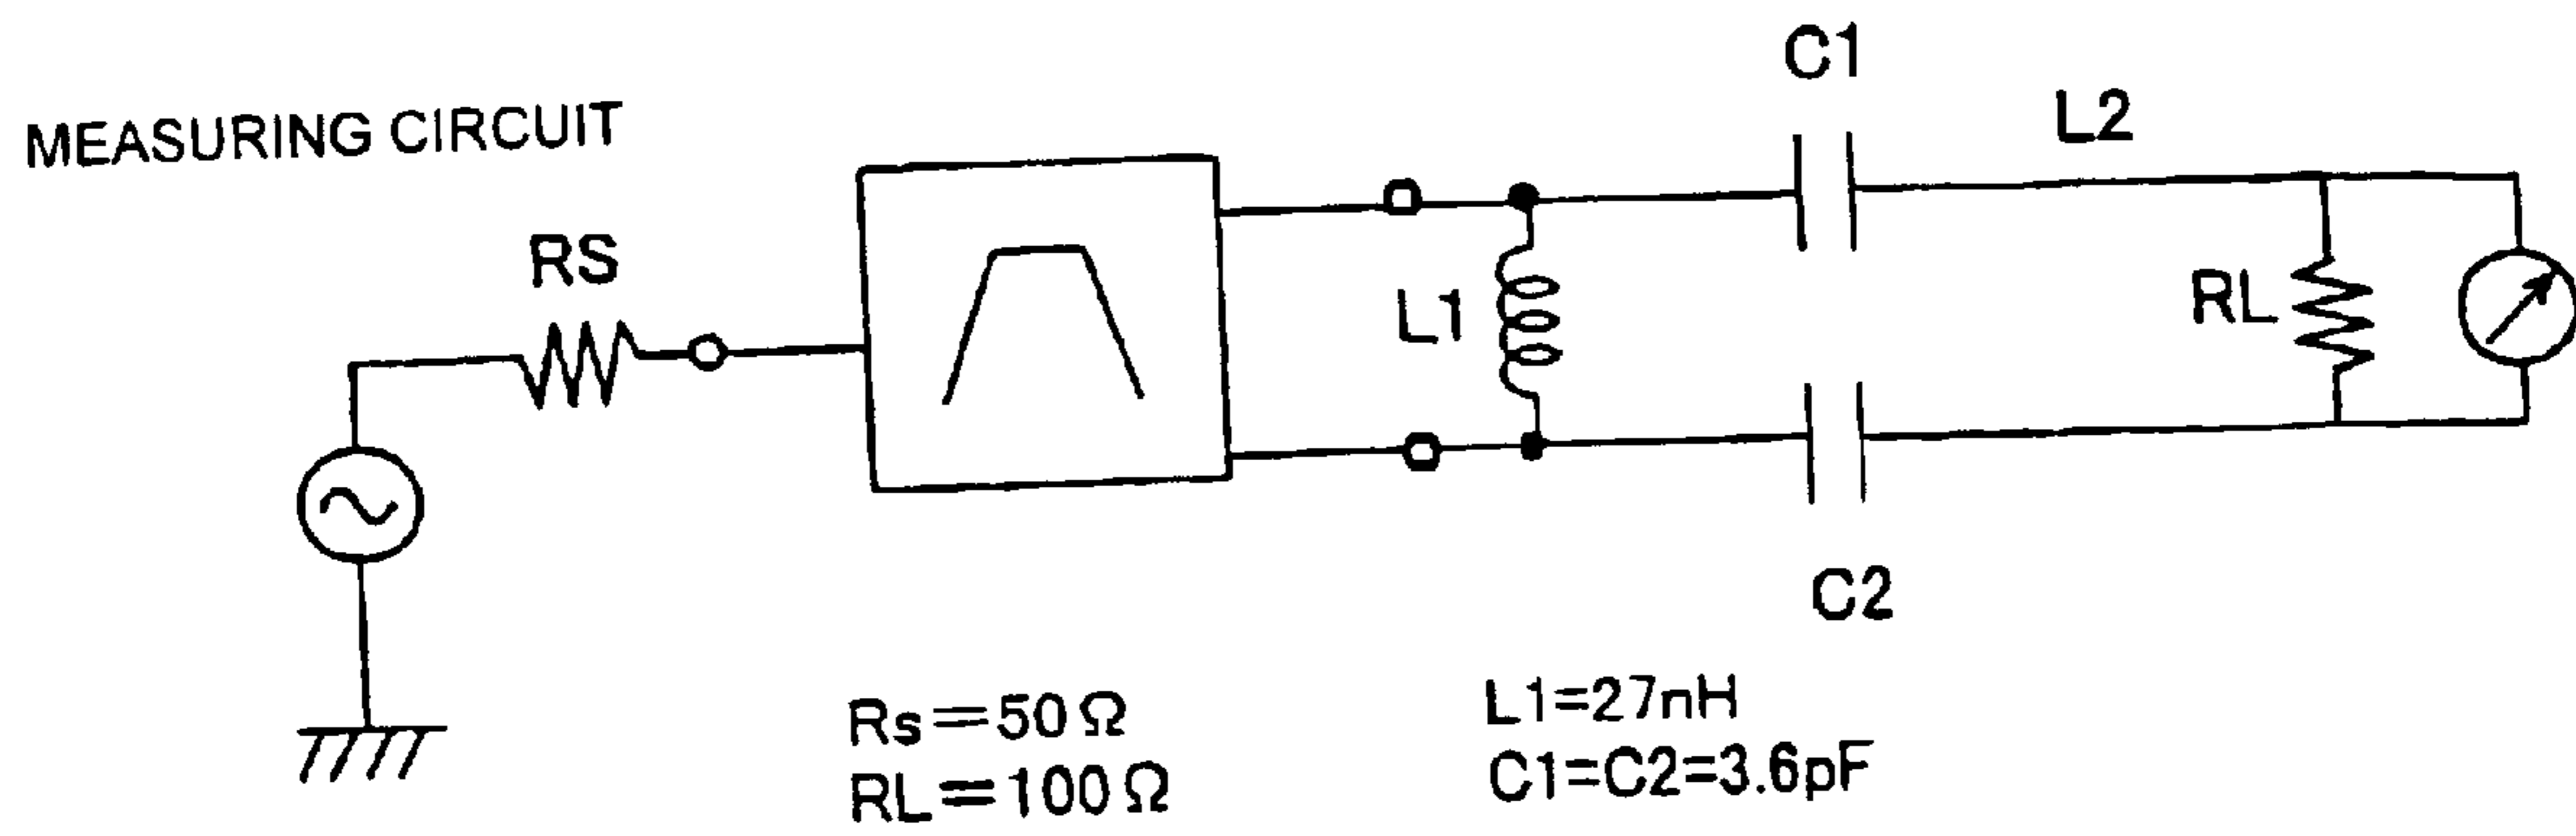 MEASURING CIRCUIT
C1
L2
RS
L1
RL
C2
Rs=50Ω
RL=100Ω
L1=27nH
C1=C2=3.6pF